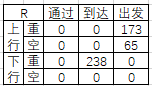 R 通过 到达 出发
上 重 0 0 173
行 空 0 0 65
下 重 0 238 0
行 空 0 0 0